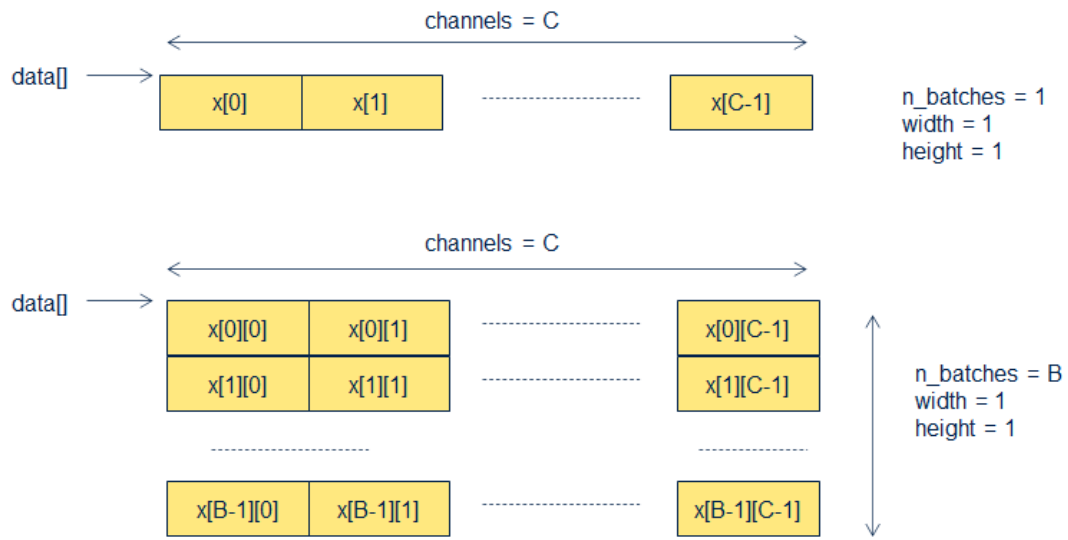 channels = C
data[]
x[0] x[1] x[C-1]
n_batches = 1
width = 1
height = 1
channels = C
data[]
x[0][0] x[0][1] x[0][C-1]
x[1][0] x[1][1] x[1][C-1]
n_batches = B
width = 1
height = 1
x[B-1][0] x[B-1][1] x[B-1][C-1]